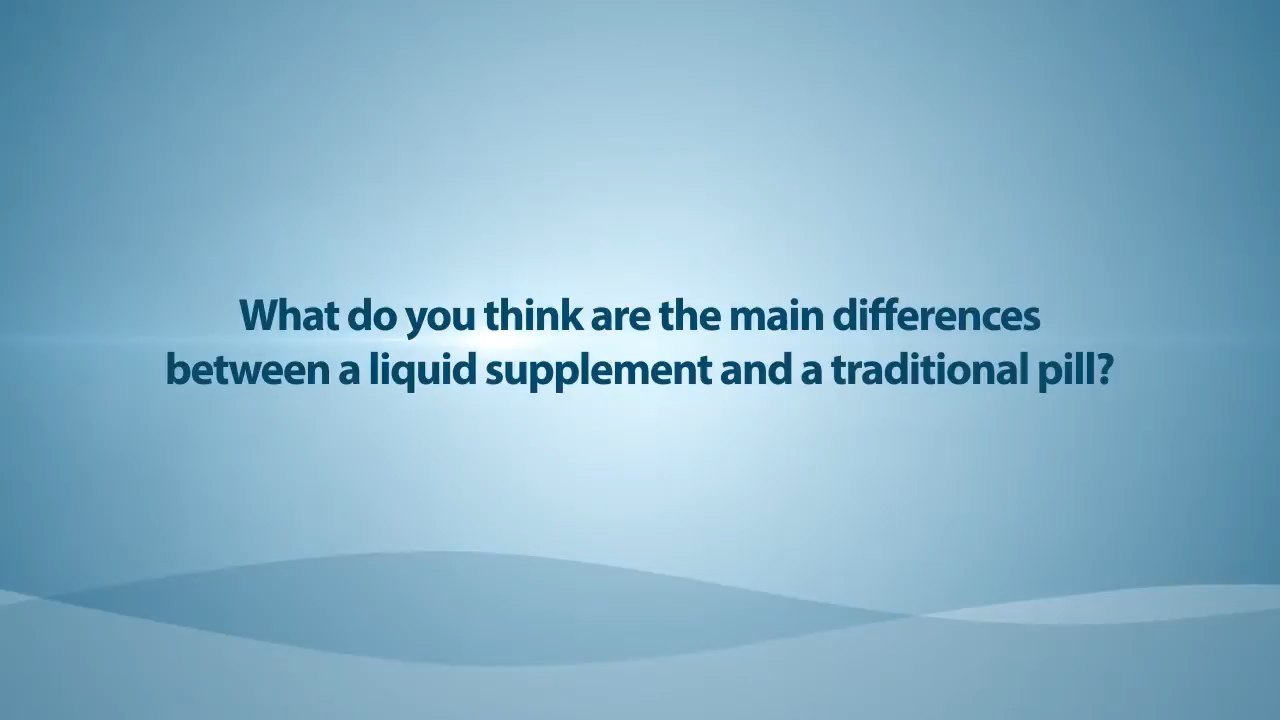 What do you think are the main differences
between a liquid supplement and a traditional pill?